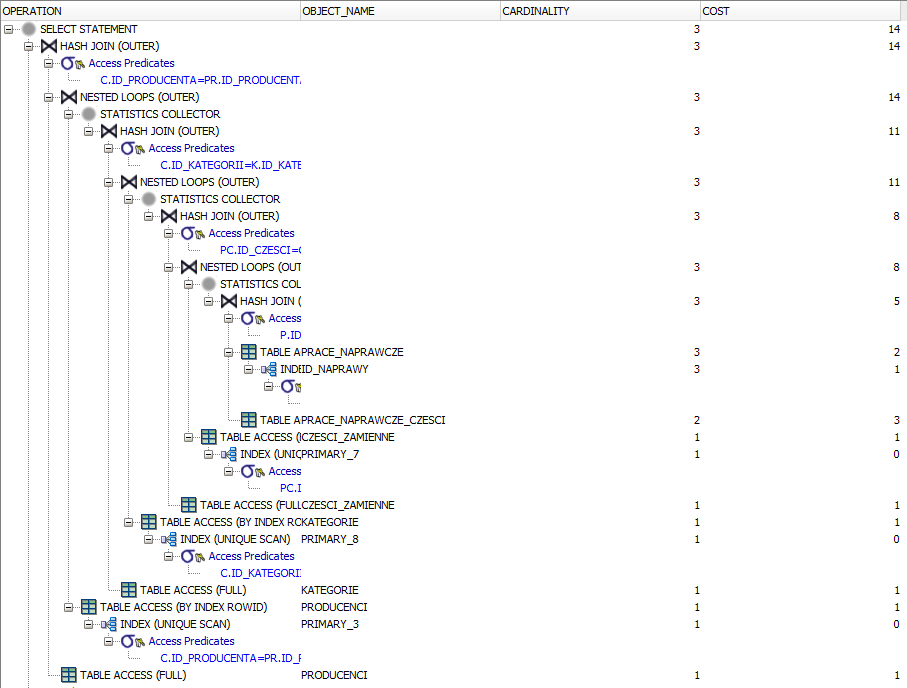 OPERATION OBJECT_NAME CARDINALITY COST
SELECT STATEMENT 3 14
HASH JOIN (OUTER) 3 14
Access Predicates
C.ID_PRODUCENTA=PR.ID_PRODUCENT
NESTED LOOPS (OUTER) 3 14
STATISTICS COLLECTOR
HASH JOIN (OUTER) 3 11
Access Predicates
C.ID_KATEGORII=K.ID_KATE
NESTED LOOPS (OUTER) 3 11
STATISTICS COLLECTOR
HASH JOIN (OUTER) 3 8
Access Predicates
PC.ID_CZESCI=
NESTED LOOPS (OUT 3 8
STATISTICS COL
HASH JOIN ( 3 5
Access
P.ID
TABLE A PRACE_NAPRAWCZE 3 2
INDE ID_NAPRAWY 3 1
TABLE A PRACE_NAPRAWCZE_CZESCI 2 3
TABLE ACCESS ( CZESCI_ZAMIENNE 1 1
INDEX (UNIQ PRIMARY_7 1 0
Access
PC.I
TABLE ACCESS (FULL CZESCI_ZAMIENNE 1 1
TABLE ACCESS (BY INDEX RO KATEGORIE 1 1
INDEX (UNIQUE SCAN) PRIMARY_8 1 0
Access Predicates
C.ID_KATEGORI
TABLE ACCESS (FULL) KATEGORIE 1 1
TABLE ACCESS (BY INDEX ROWID) PRODUCENCI 1 1
INDEX (UNIQUE SCAN) PRIMARY_3 1 0
Access Predicates
C.ID_PRODUCENTA=PR.ID_P
TABLE ACCESS (FULL) PRODUCENCI 1 1